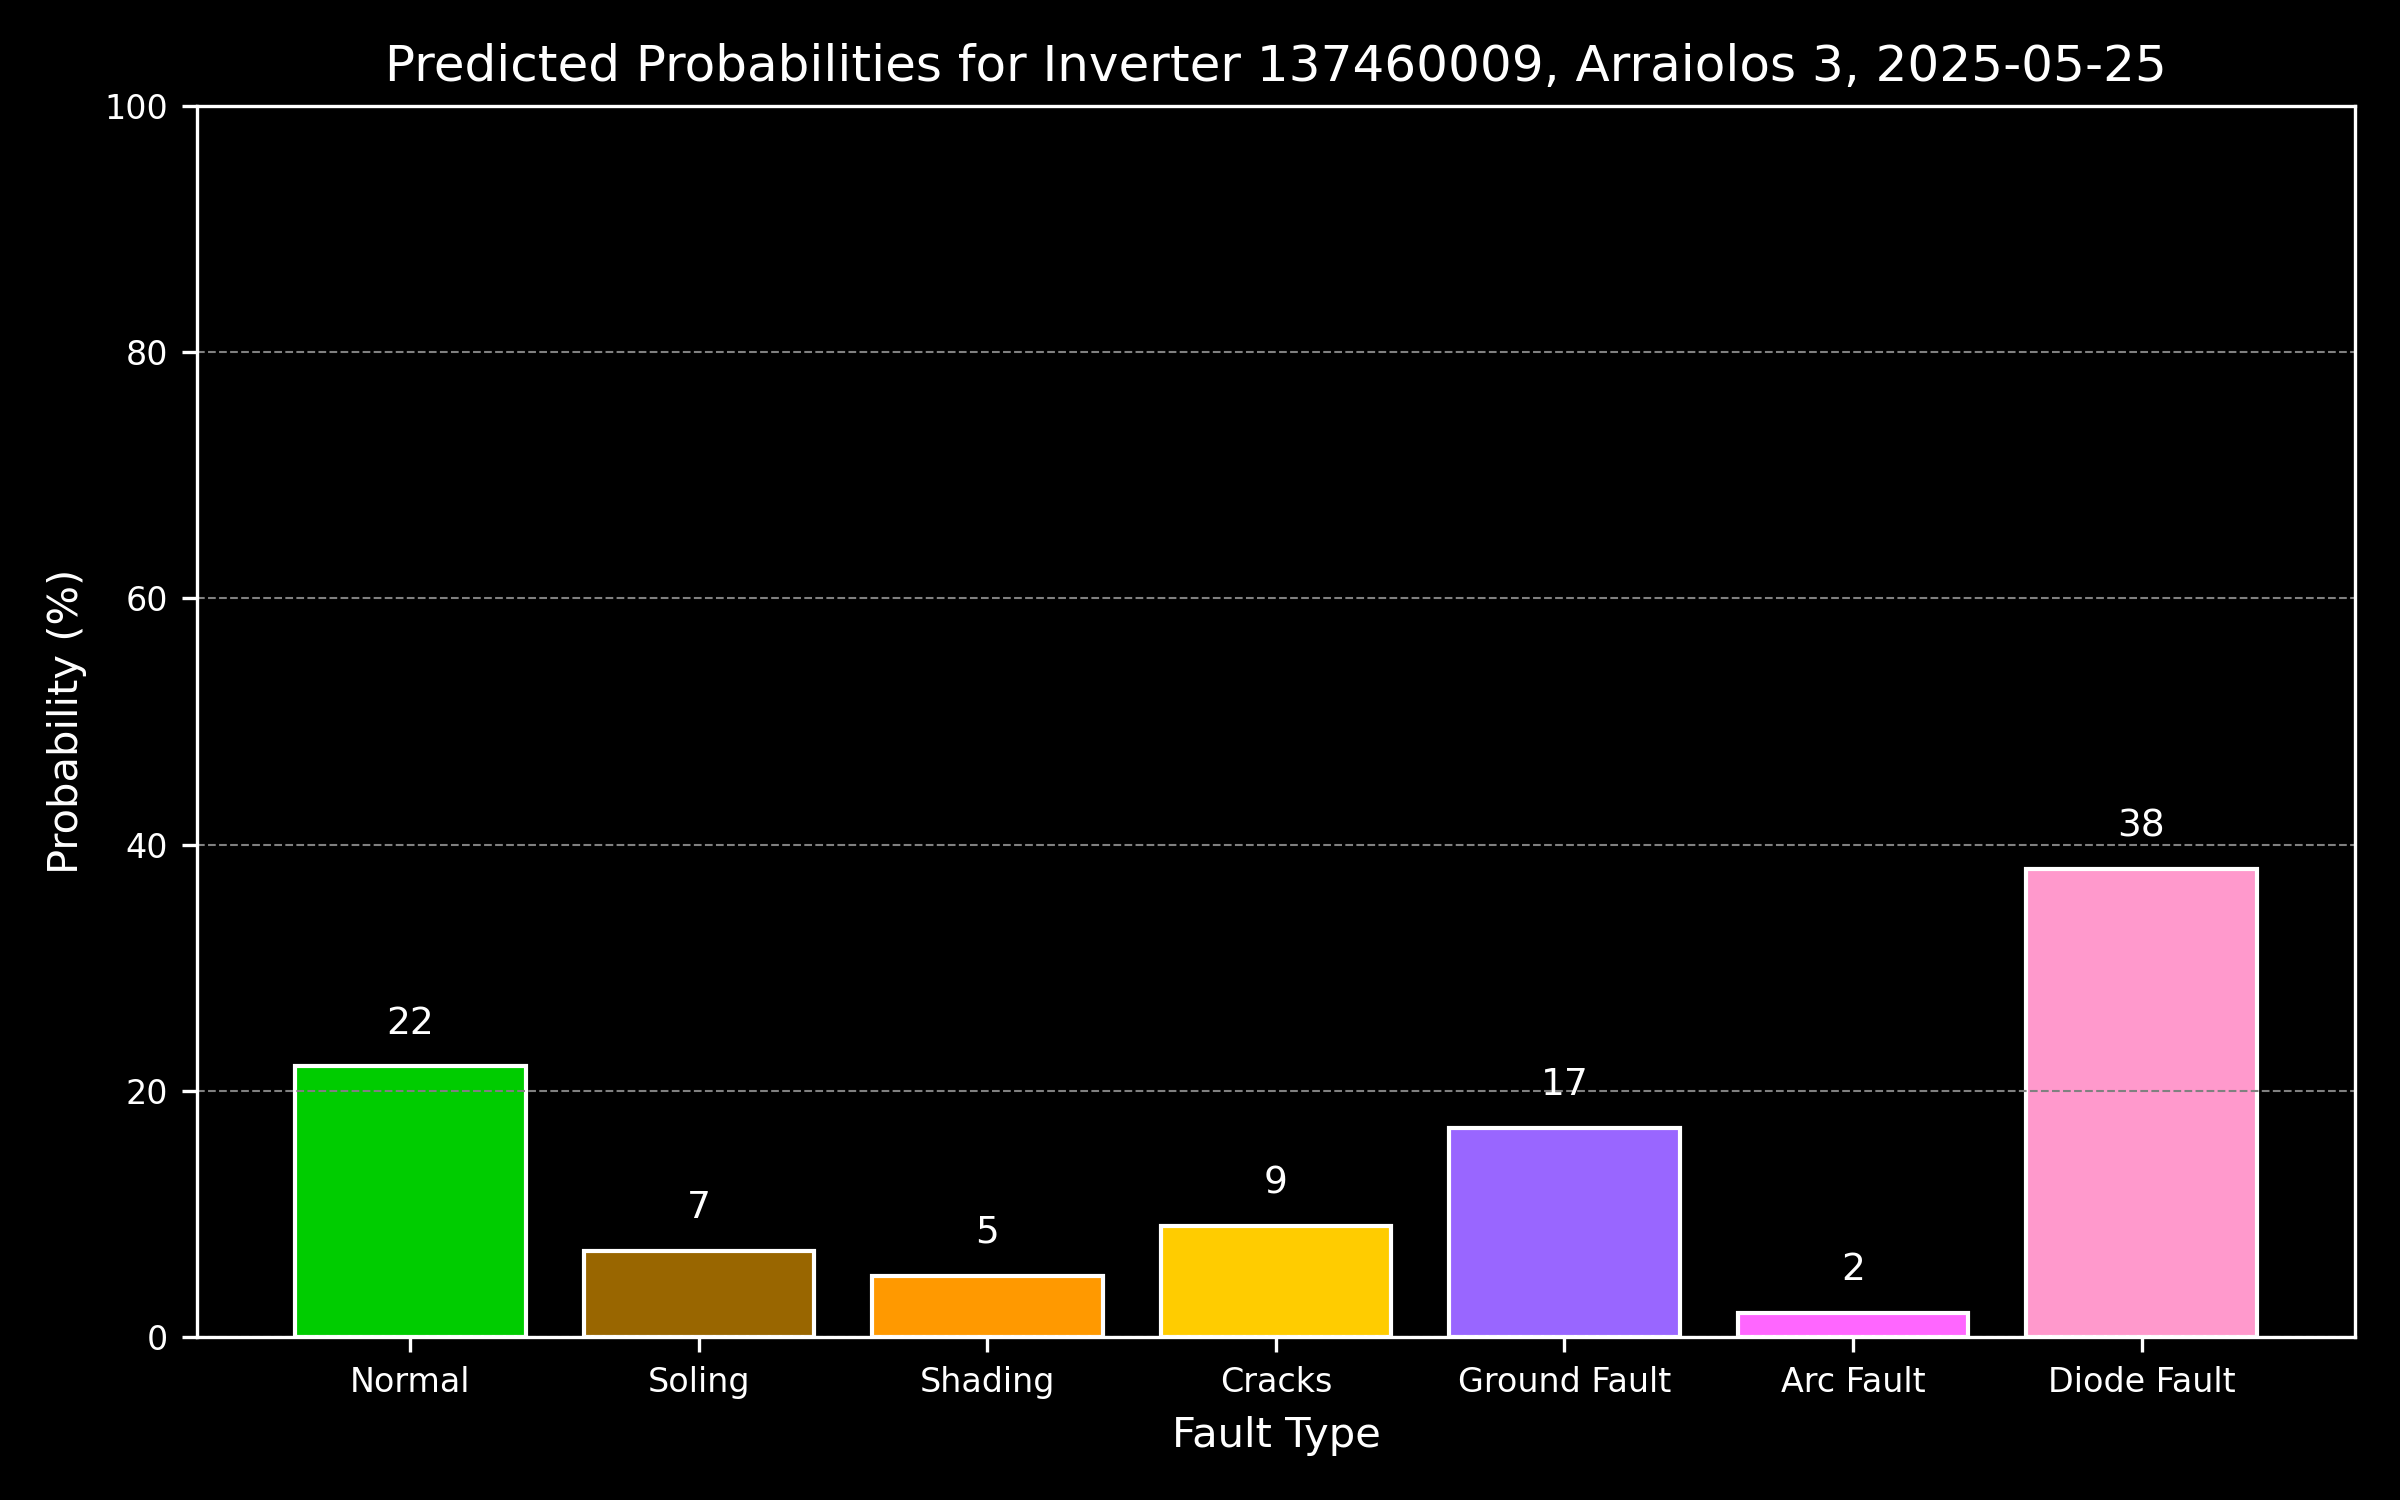 Predicted Probabilities for Inverter 137460009, Arraiolos 3, 2025-05-25
Probability (%)
100
80
60
40
20
0
22
7
5
9
17
2
38
Normal
Soling
Shading
Cracks
Ground Fault
Arc Fault
Diode Fault
Fault Type